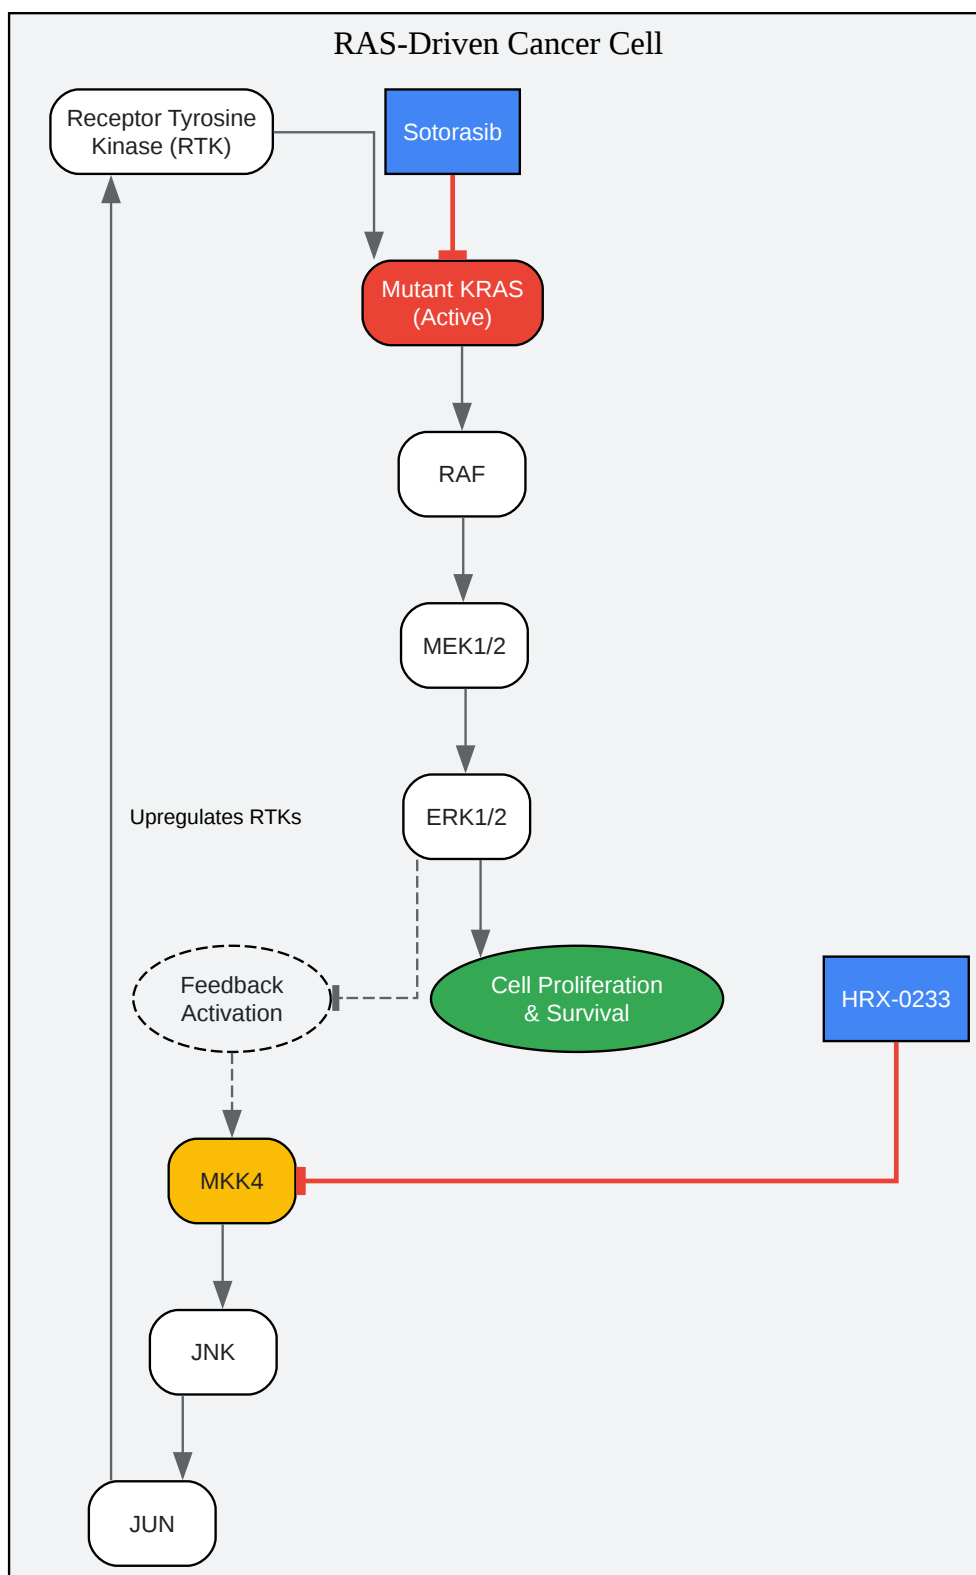 RAS-Driven Cancer Cell
Receptor Tyrosine
Kinase (RTK)
Sotorasib
Mutant KRAS
(Active)
RAF
MEK1/2
ERK1/2
Upregulates RTKs
Feedback
Activation
Cell Proliferation
& Survival
HRX-0233
MKK4
JNK
JUN